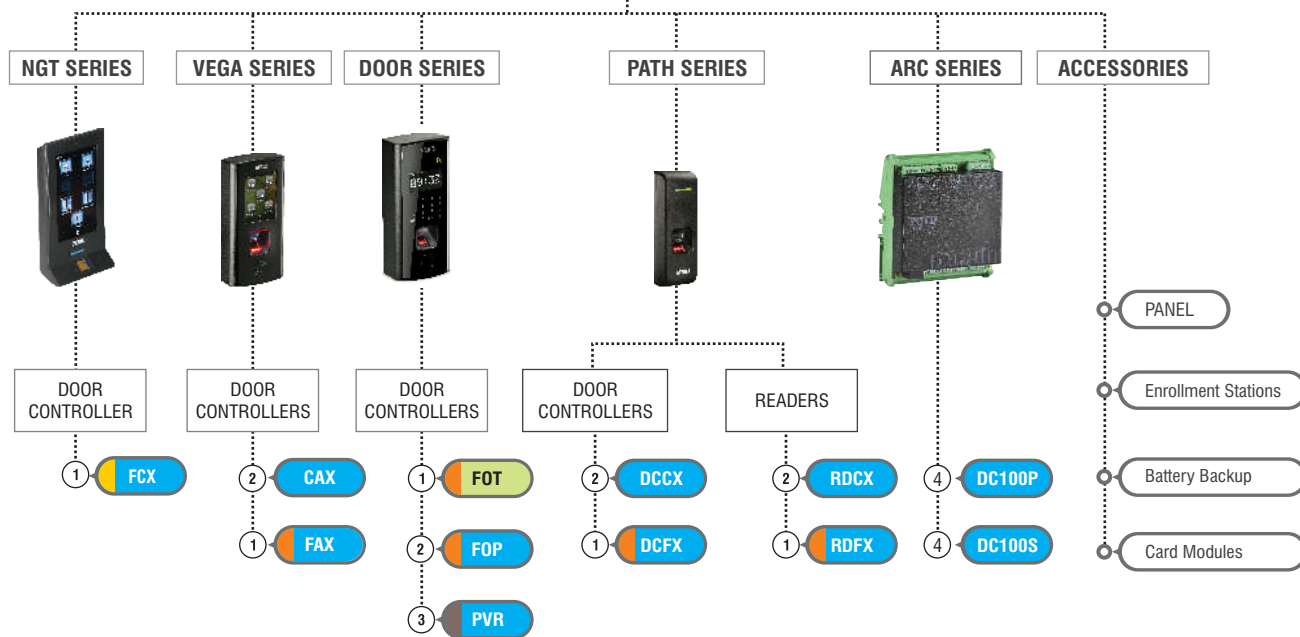 NGT SERIES
VEGA SERIES
DOOR SERIES
PATH SERIES
ARC SERIES
ACCESSORIES
09:32
PANEL
DOOR
CONTROLLER
DOOR
CONTROLLERS
DOOR
CONTROLLERS
DOOR
CONTROLLERS
READERS
Enrollment Stations
1 FCX
2 CAX
1 FOT
2 DCCX
2 RDCX
4 DC100P
Battery Backup
1 FAX
2 FOP
1 DCFX
1 RDFX
4 DC100S
Card Modules
3 PVR